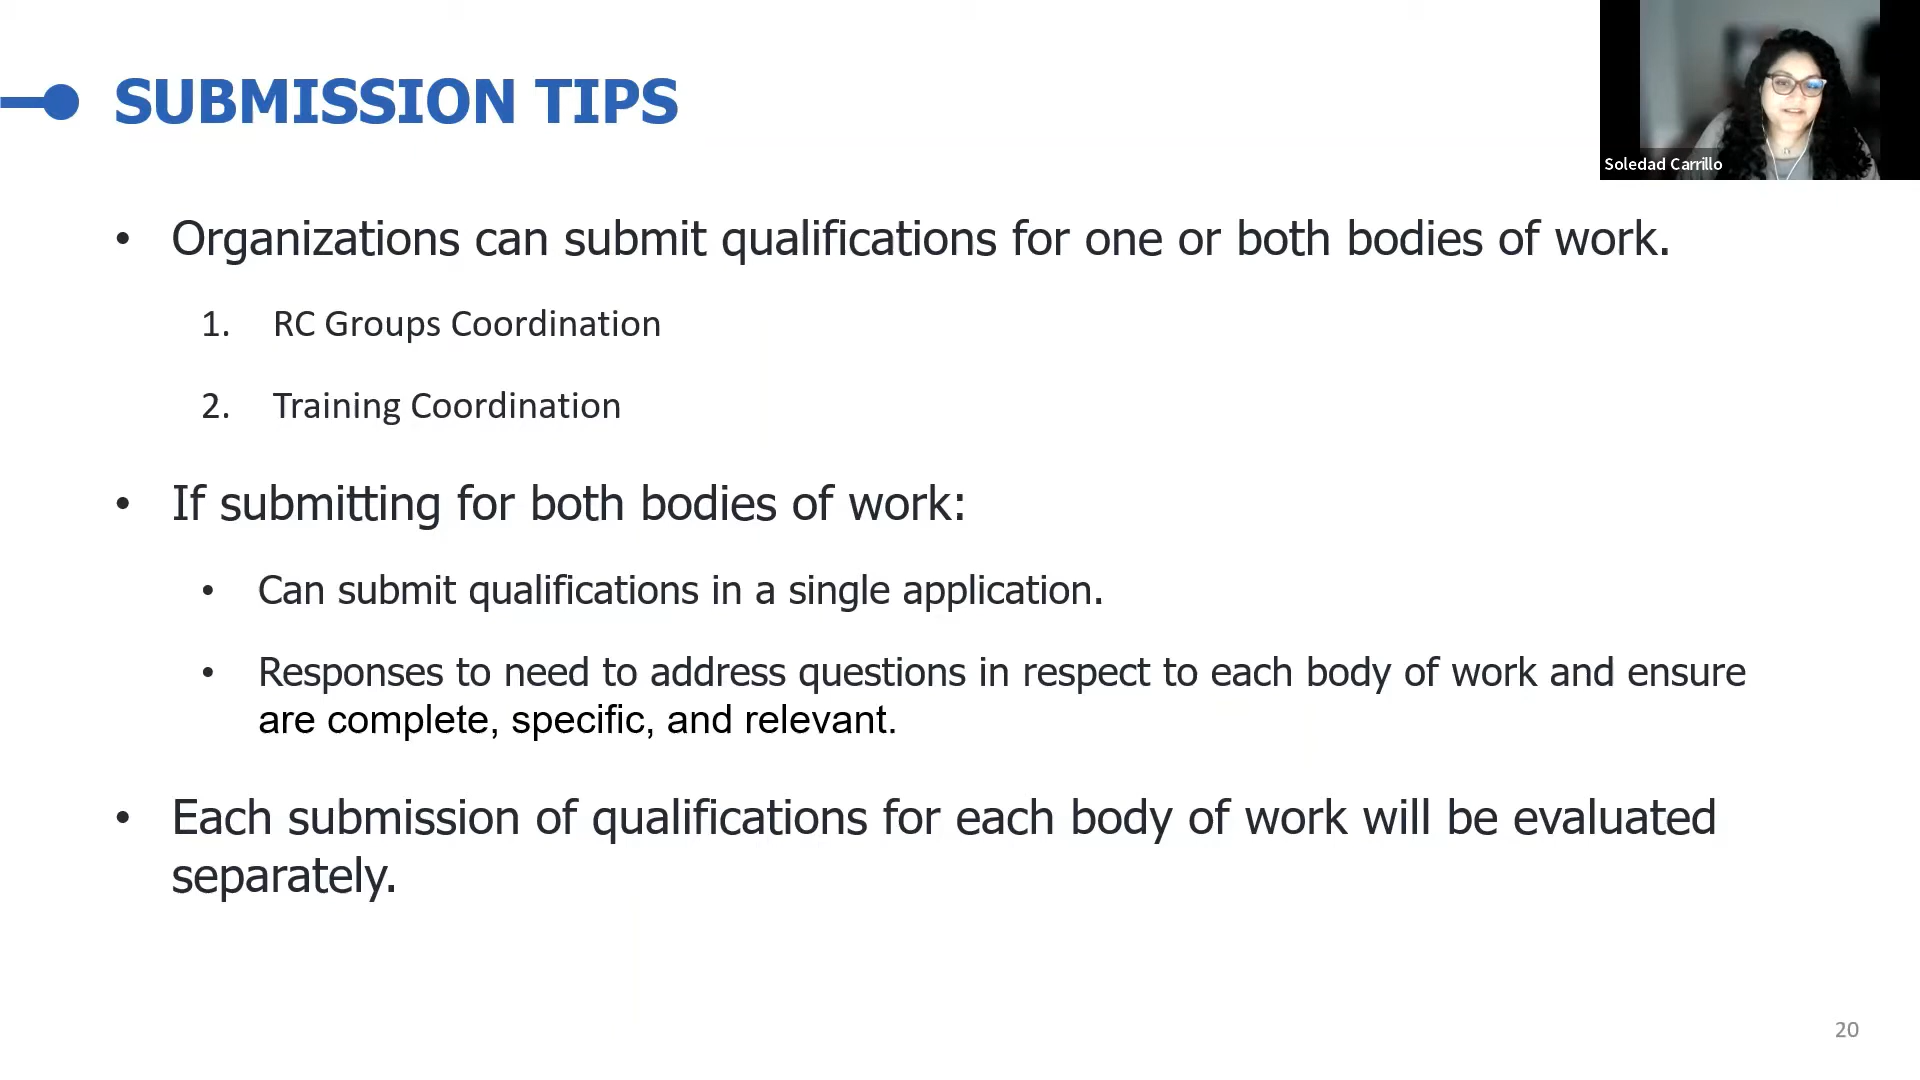 SUBMISSION TIPS
Soledad Carrillo
• Organizations can submit qualifications for one or both bodies of work.
1. RC Groups Coordination
2. Training Coordination
• If submitting for both bodies of work:
• Can submit qualifications in a single application.
• Responses to need to address questions in respect to each body of work and ensure
are complete, specific, and relevant.
• Each submission of qualifications for each body of work will be evaluated
separately.
20